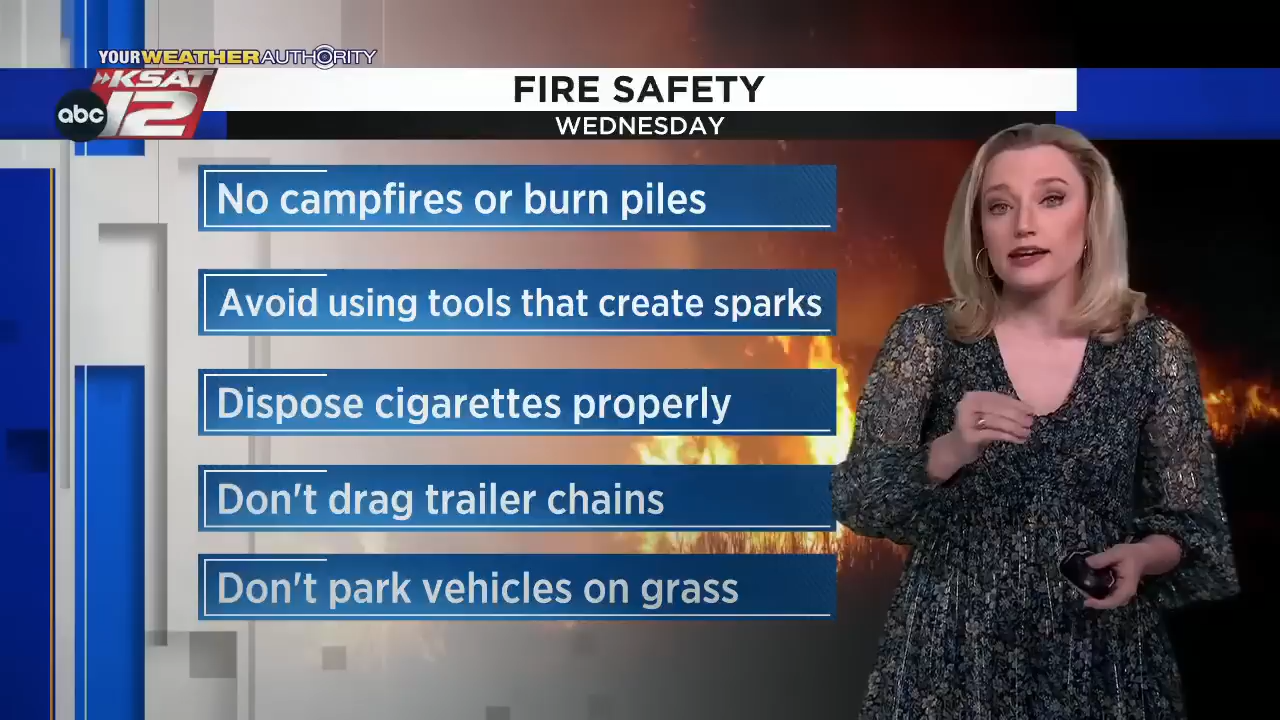 YOUR WEATHER AUTHORITY
KSAT
abc 12
FIRE SAFETY
WEDNESDAY
No campfires or burn piles
Avoid using tools that create sparks
Dispose cigarettes properly
Don't drag trailer chains
Don't park vehicles on grass